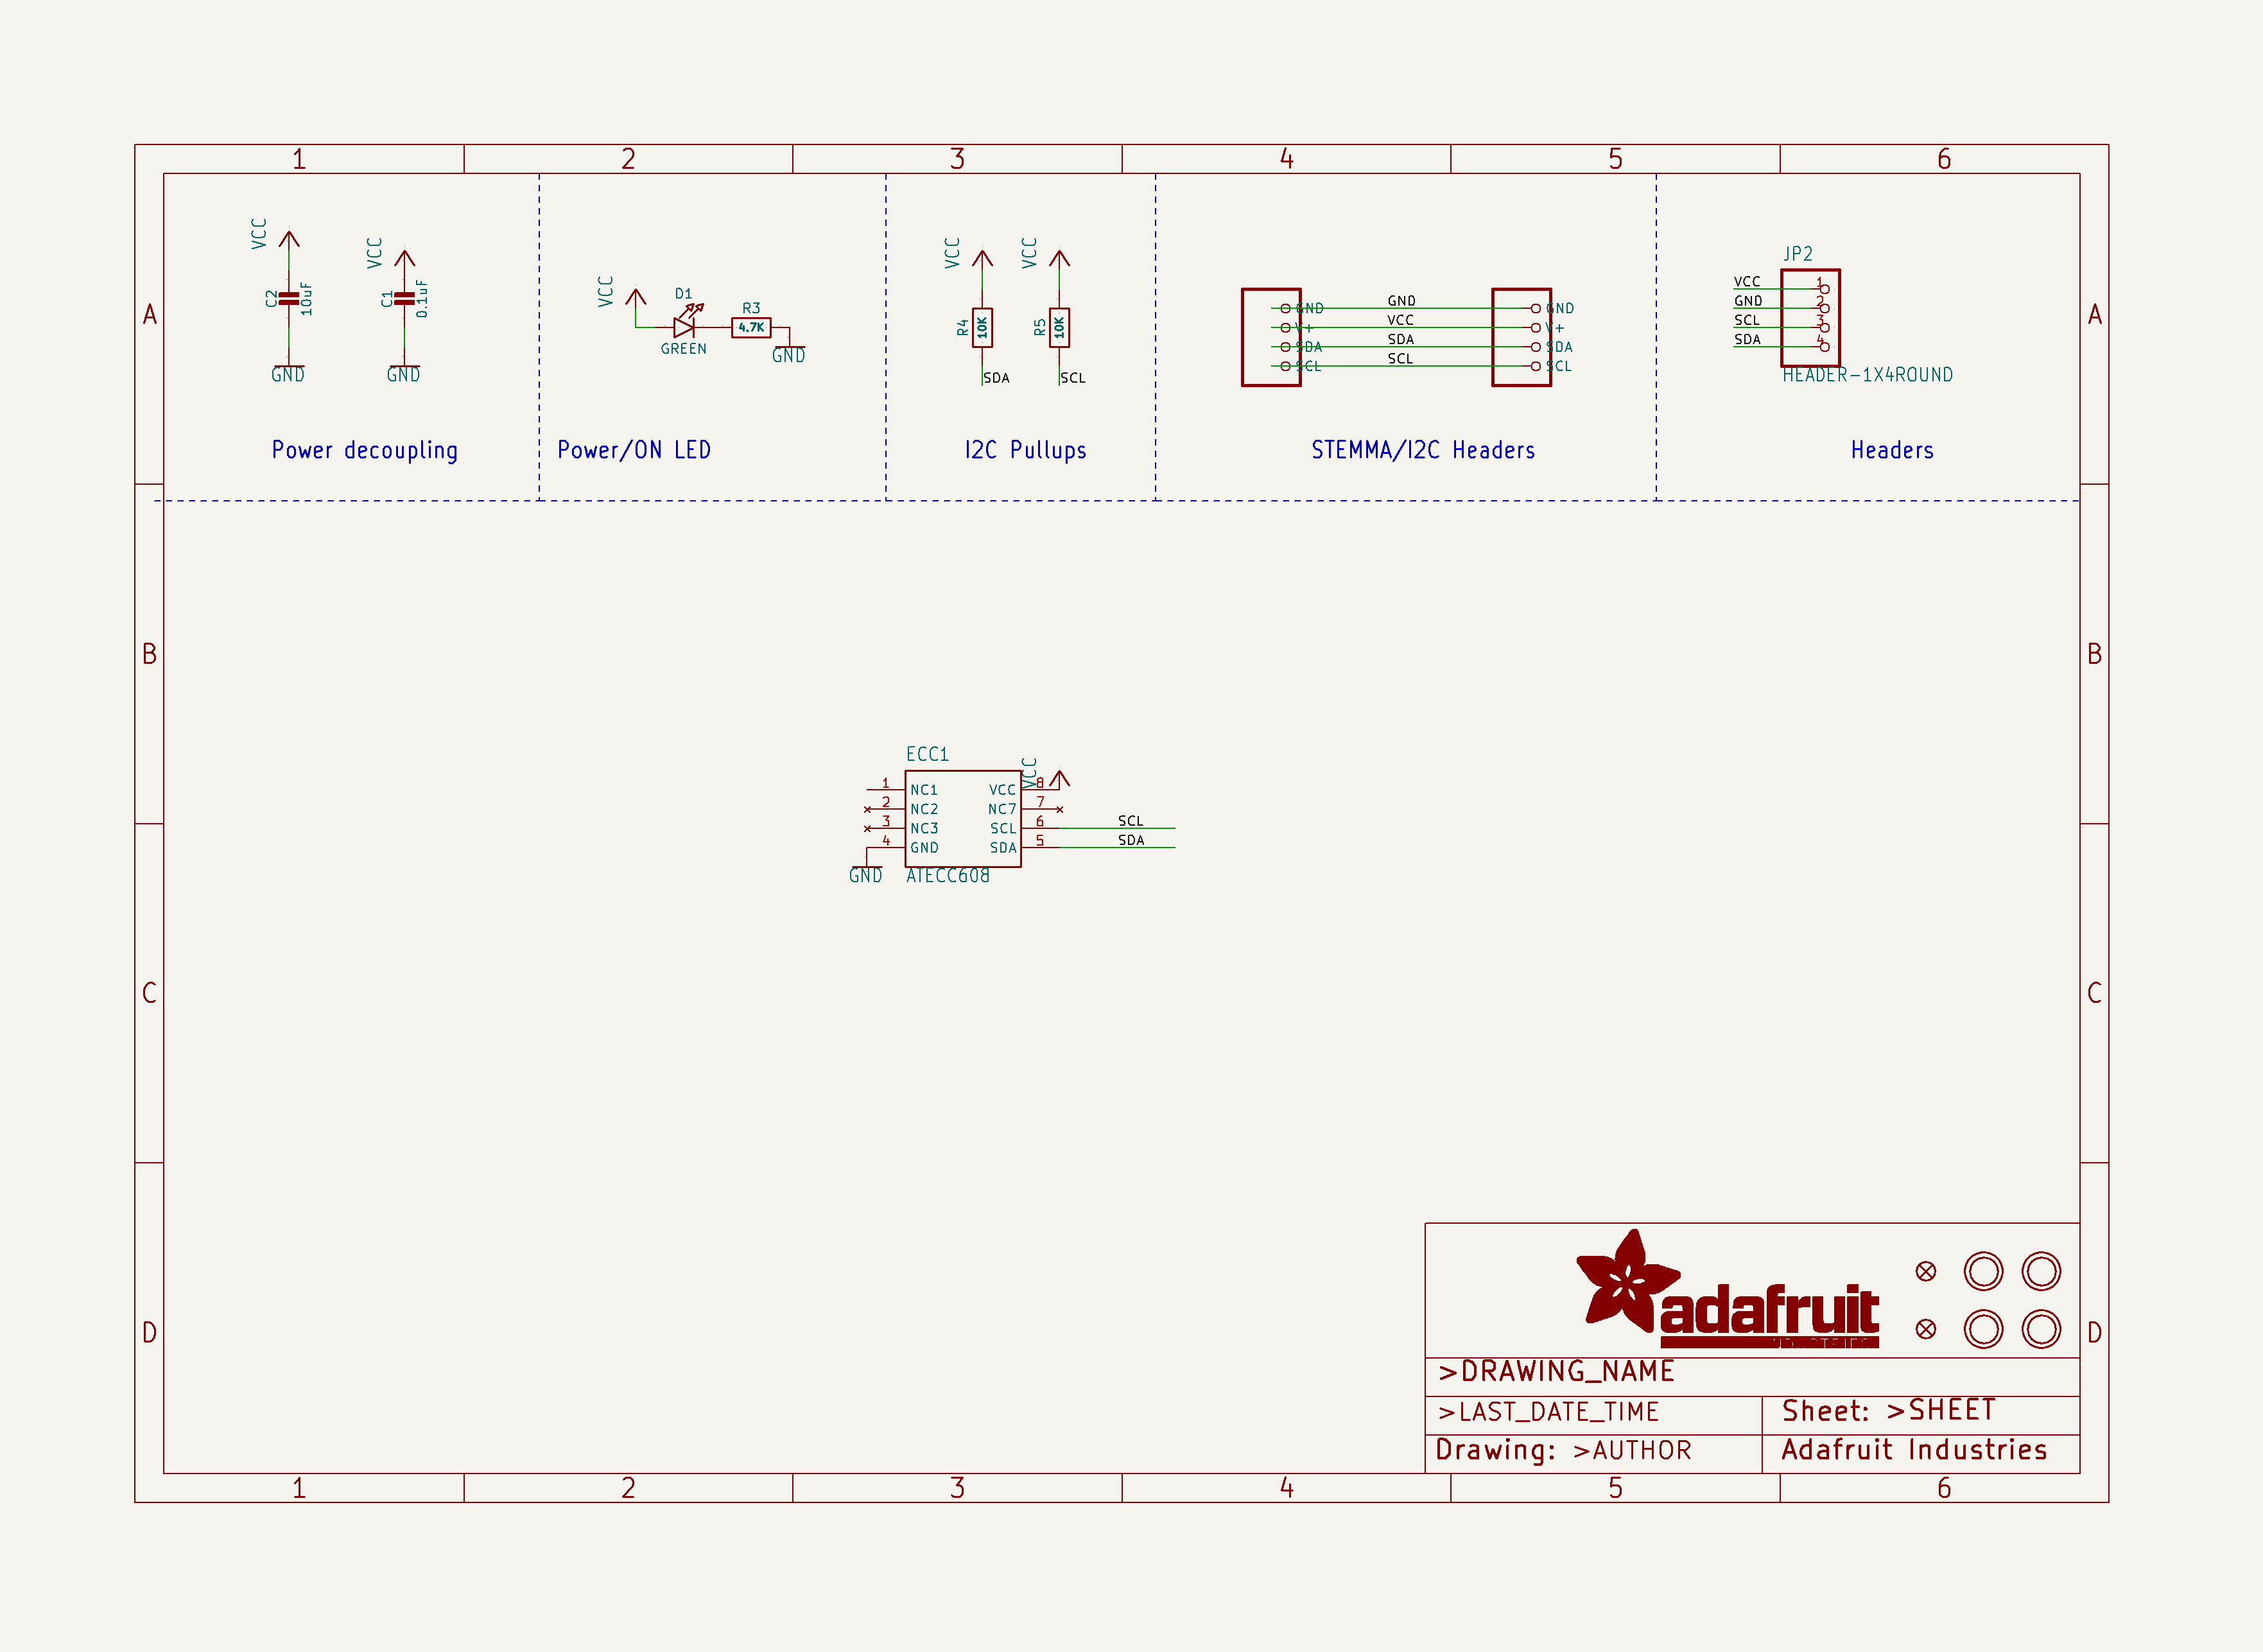 1 2 3 4 5 6
A
A
VCC
C2
10uF
GND
VCC
C1
0.1uF
GND
Power decoupling
VCC
D1
GREEN
R3
4.7K
GND
Power/ON LED
VCC
R4
10K
SDA
VCC
R5
10K
SCL
I2C Pullups
GND
V+
SDA
SCL
GND
VCC
SDA
SCL
GND
V+
SDA
SCL
STEMMA/I2C Headers
JP2
VCC 1
GND 2
SCL 3
SDA 4
HEADER-1X4ROUND
Headers
B
B
ECC1
VCC
1 NC1 VCC 8
2 NC2 NC7 7
3 NC3 SCL 6 SCL
4 GND SDA 5 SDA
GND
ATECC608
C
C
D
D
adafruit
>DRAWING_NAME
>LAST_DATE_TIME
Sheet: >SHEET
Drawing: >AUTHOR
Adafruit Industries
1 2 3 4 5 6